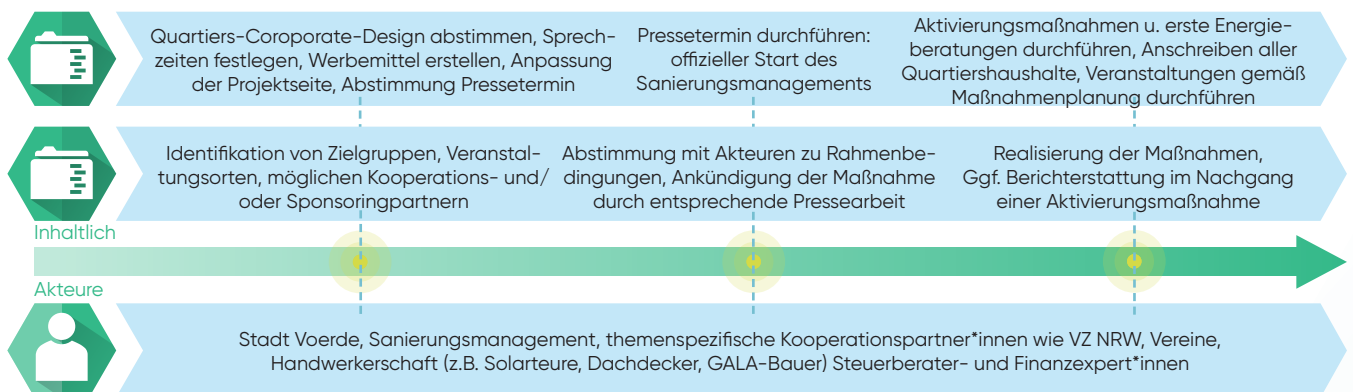 Quartiers-Coroporate-Design abstimmen, Sprech-
zeiten festlegen, Werbemittel erstellen, Anpassung
der Projektseite, Abstimmung Pressetermin
Pressetermin durchführen:
offizieller Start des
Sanierungsmanagements
Aktivierungsmaßnahmen u. erste Energie-
beratungen durchführen, Anschreiben aller
Quartiershaushalte, Veranstaltungen gemäß
Maßnahmenplanung durchführen
Identifikation von Zielgruppen, Veranstal-
tungsorten, möglichen Kooperations- und/
oder Sponsoringpartnern
Abstimmung mit Akteuren zu Rahmenbe-
dingungen, Ankündigung der Maßnahme
durch entsprechende Pressearbeit
Realisierung der Maßnahmen,
Ggf. Berichterstattung im Nachgang
einer Aktivierungsmaßnahme
Inhaltlich
Akteure
Stadt Voerde, Sanierungsmanagement, themenspezifische Kooperationspartner*innen wie VZ NRW, Vereine,
Handwerkerschaft (z.B. Solarteure, Dachdecker, GALA-Bauer) Steuerberater- und Finanzexpert*innen